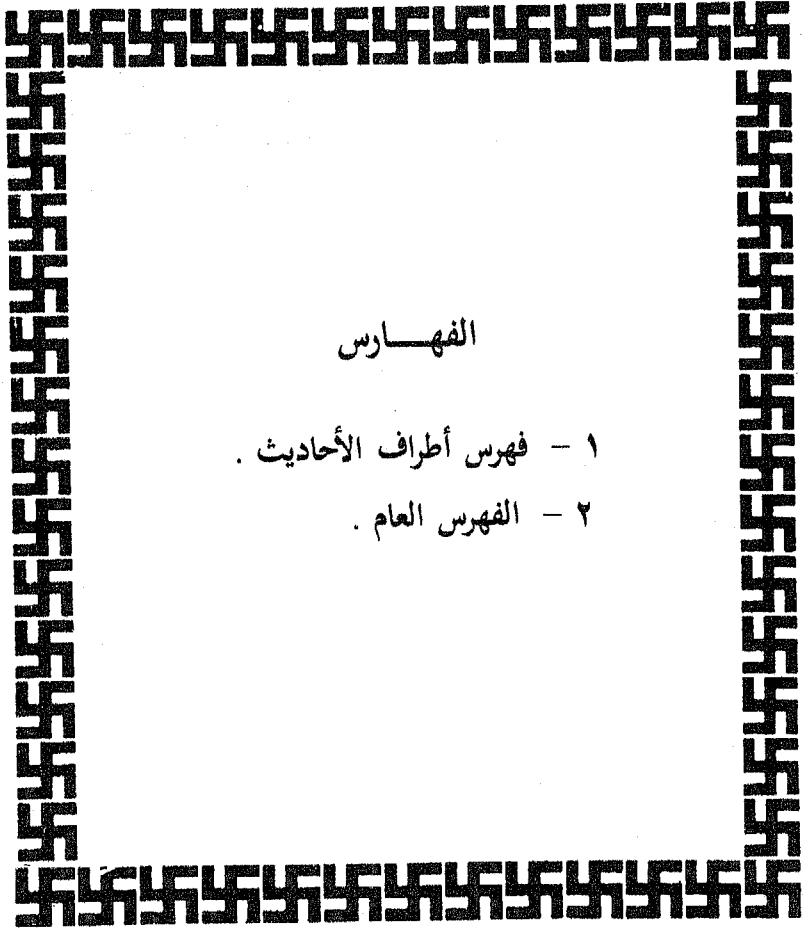 الفهـــارس
١ – فهرس أطراف الأحاديث .
٢ – الفهرس العام .